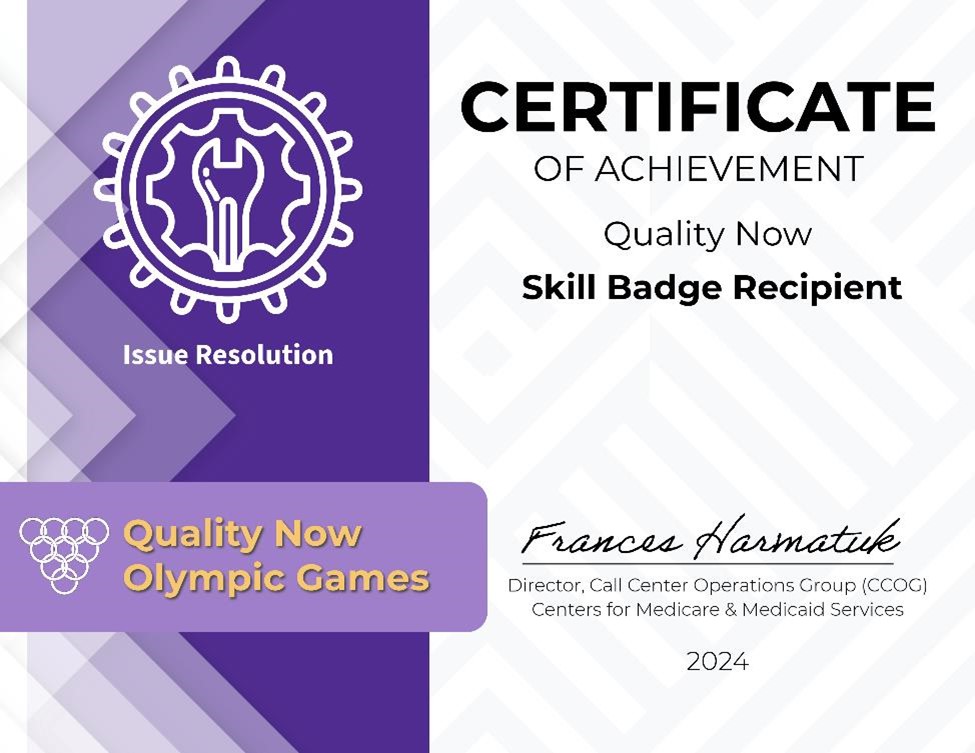 CERTIFICATE
OF ACHIEVEMENT
Quality Now
Skill Badge Recipient
Issue Resolution
Quality Now
Olympic Games
Frances Harmatuk
Director, Call Center Operations Group (CCOG)
Centers for Medicare & Medicaid Services
2024